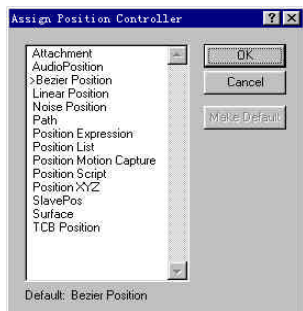 Assign Position Controller
Attachment
AudioPosition
>Bezier Position
Linear Position
Noise Position
Path
Position Expression
Position List
Position Motion Capture
Position Script
Position XYZ
SlavePos
Surface
TCB Position
OK
Cancel
Make Default
Default: Bezier Position